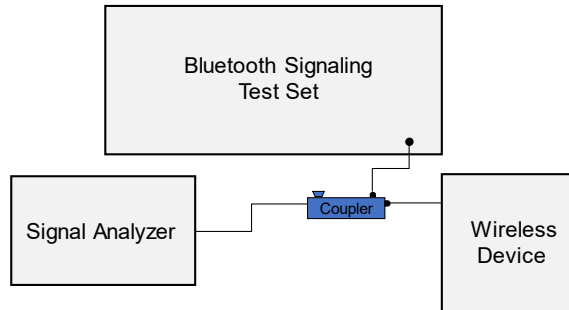 Bluetooth Signaling
Test Set
Signal Analyzer
Coupler
Wireless
Device